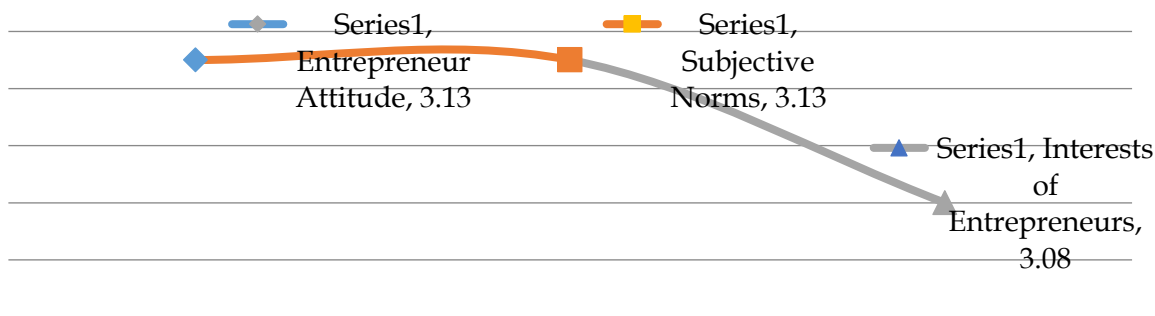 Series1,
Entrepreneur
Attitude, 3.13
Series1,
Subjective
Norms, 3.13
Series1, Interests
of
Entrepreneurs,
3.08